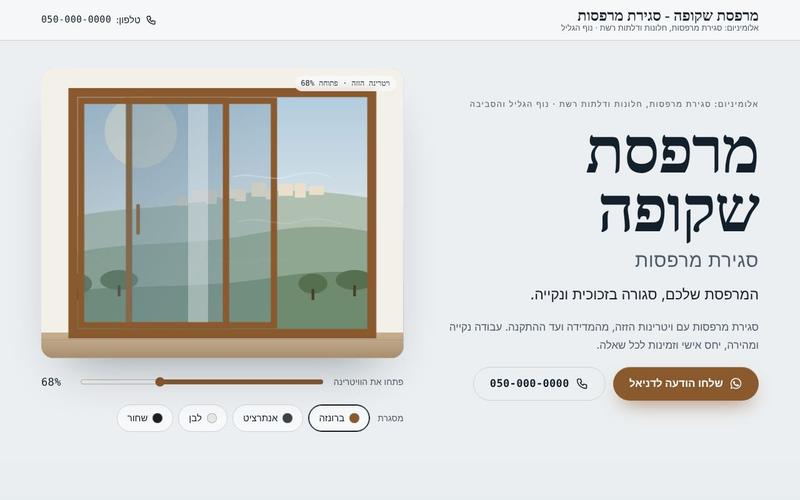 מרפסת שקופה - סגירת מרפסות
אלומיניום: סגירת מרפסות, חלונות ודלתות רשת · נוף הגליל
טלפון: 050-000-0000
אלומיניום: סגירת מרפסות, חלונות ודלתות רשת · נוף הגליל והסביבה
מרפסת
שקופה
סגירת מרפסות
המרפסת שלכם, סגורה בזכוכית ונקייה.
סגירת מרפסות עם ויטרינות הזזה, מהמדידה ועד ההתקנה. עבודה נקייה
ומהירה, יחס אישי וזמינות לכל שאלה.
שלחו הודעה לדניאל
050-000-0000
ויטרינה הזזה · פתוחה 68%
פתחו את הוויטרינה
68%
מסגרת
ברונזה
אנתרציט
לבן
שחור